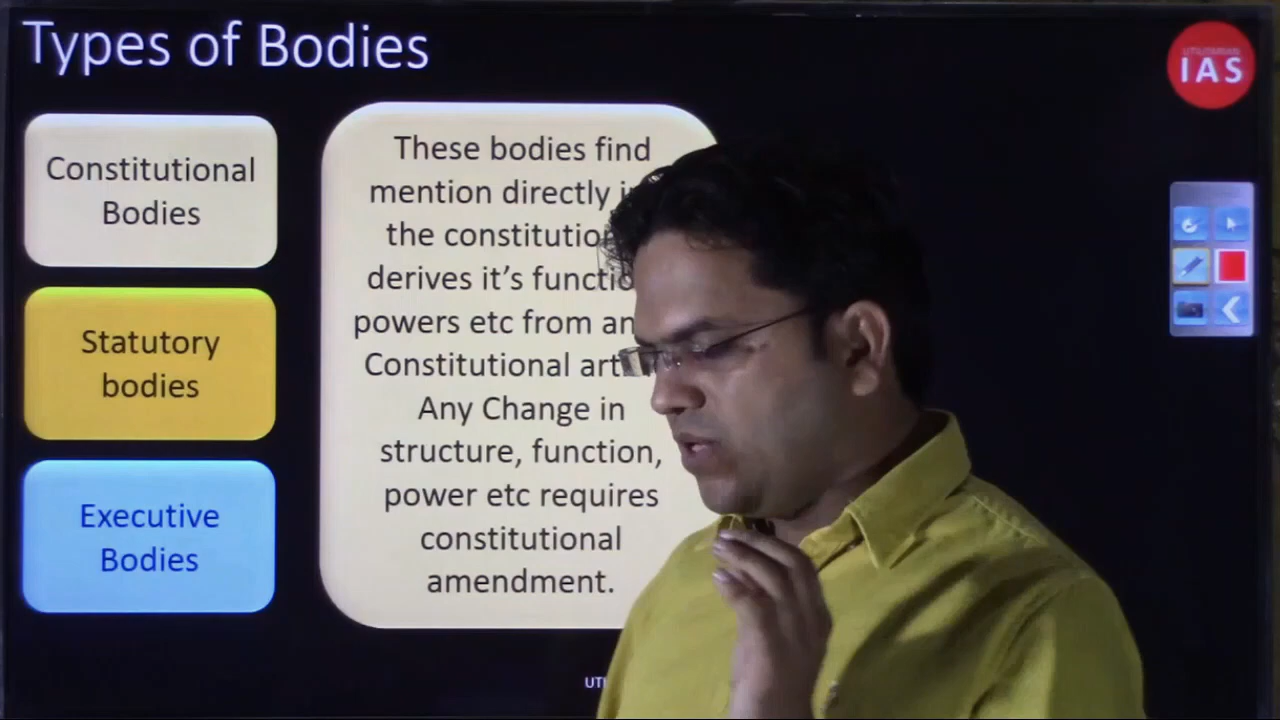 Types of Bodies
UTILITARIAN
IAS
Constitutional
Bodies
Statutory
bodies
Executive
Bodies
These bodies find
mention directly
the
derives it’s
powers etc from
Constitutional
Any Change in
structure, function,
power etc requires
constitutional
amendment.